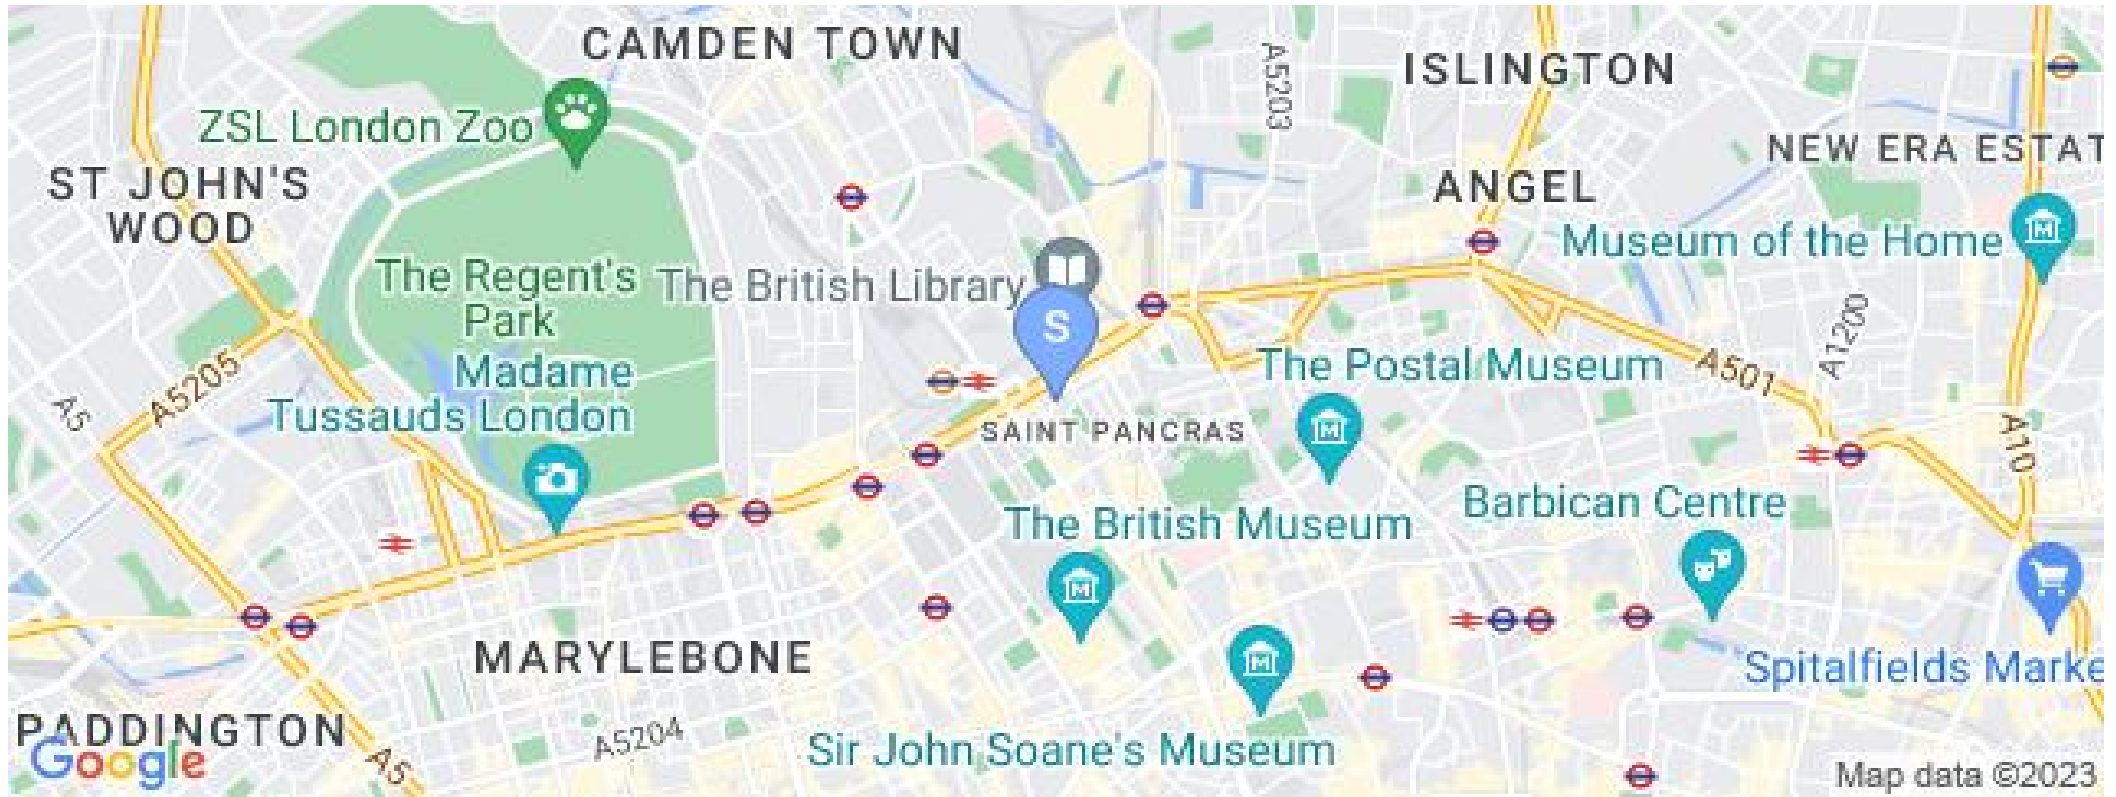 CAMDEN TOWN
ISLINGTON
A5203
ZSL London Zoo
NEW ERA ESTAT
ST JOHN'S
WOOD
ANGEL
Museum of the Home
The Regent's
Park
The British Library
S
A1200
Madame
Tussauds London
The Postal Museum
A501
A5205
A5
SAINT PANCRAS
A10
The British Museum
Barbican Centre
MARYLEBONE
Spitalfields Marke
PADDINGTON
Google
A5204
A5
Sir John Soane's Museum
Map data ©2023